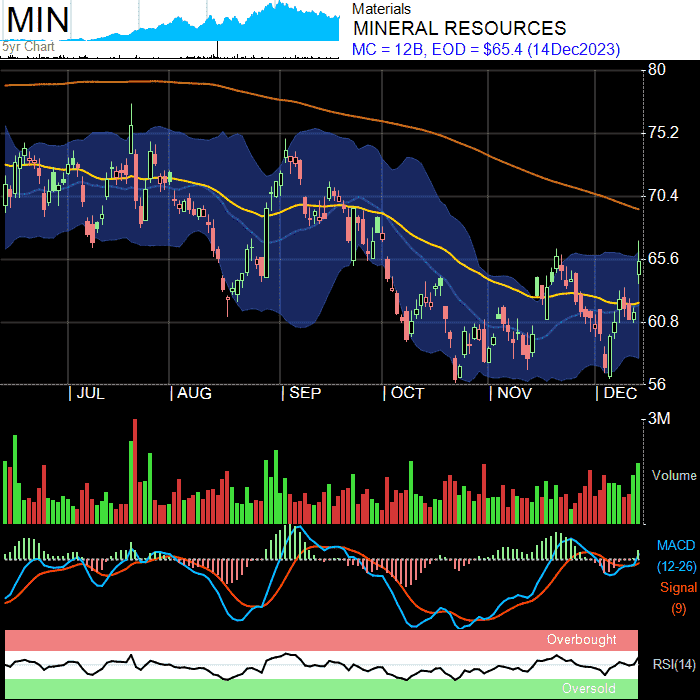 MIN
5yr Chart
Materials
MINERAL RESOURCES
MC = 12B, EOD = $65.4 (14Dec2023)
80
75.2
70.4
65.6
60.8
56
JUL AUG SEP OCT NOV DEC
3M
Volume
MACD
(12-26)
Signal
(9)
Overbought
RSI(14)
Oversold